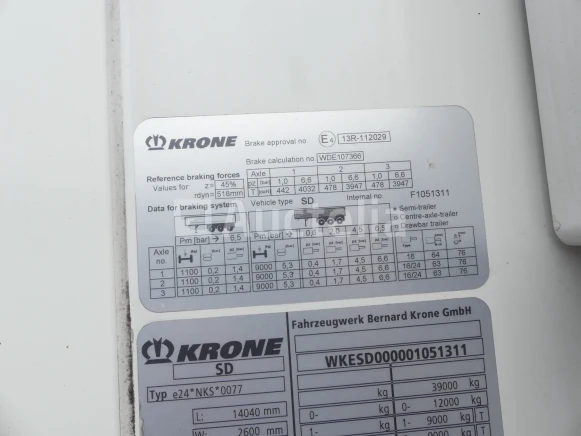 KRONE
Brake approval no. E4 13R-112029
Brake calculation no. WDE107366
Reference braking forces Axle 1 2 3
Values for z= 45% pz [bar] 1,0 6,6 1,0 6,6 1,0 6,6
rdyn= 518mm T [daN] 442 4032 478 3947 478 3947
F1051311
Data for braking system Vehicle type SD Internal no.
Semi-trailer
Centre-axle-trailer
Drawbar trailer
Pm [bar] 6,5 Pm [bar] 0,6
Axle no.
1 1100 0,2 1,4 9000 5,3 0,4 1,7 4,5 6,6 16 64 76
2 1100 0,2 1,4 9000 5,3 0,4 1,7 4,5 6,6 16/24 63 76
3 1100 0,2 1,4 9000 5,3 0,4 1,7 4,5 6,6 16/24 63 76
KRONE
Fahrzeugwerk Bernard Krone GmbH
SD
WKESD000001051311
Typ e24*NKS*0077
kg 39000 kg
L: 14040 mm
0- kg 12000 kg
W: 2600 mm
1- kg 9000 kg T